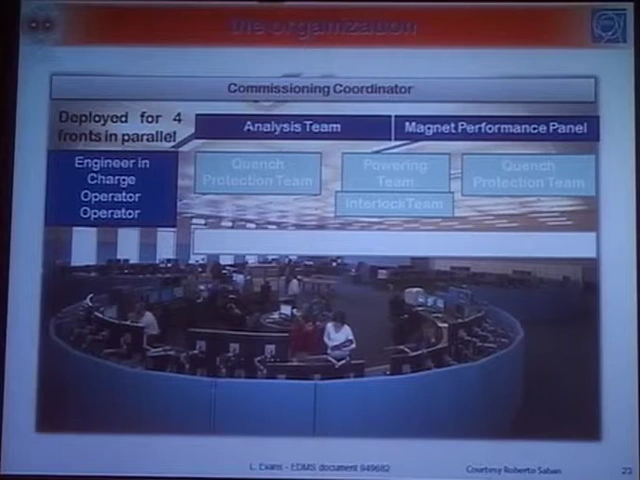 the organization
Commissioning Coordinator
Deployed for 4
fronts in parallel
Analysis Team
Magnet Performance Panel
Engineer in
Charge
Operator
Operator
Quench
Protection Team
Powering
Team
Interlock Team
Quench
Protection Team
L. Evans - EDMS document 949682
Courtesy Roberto Saban
23